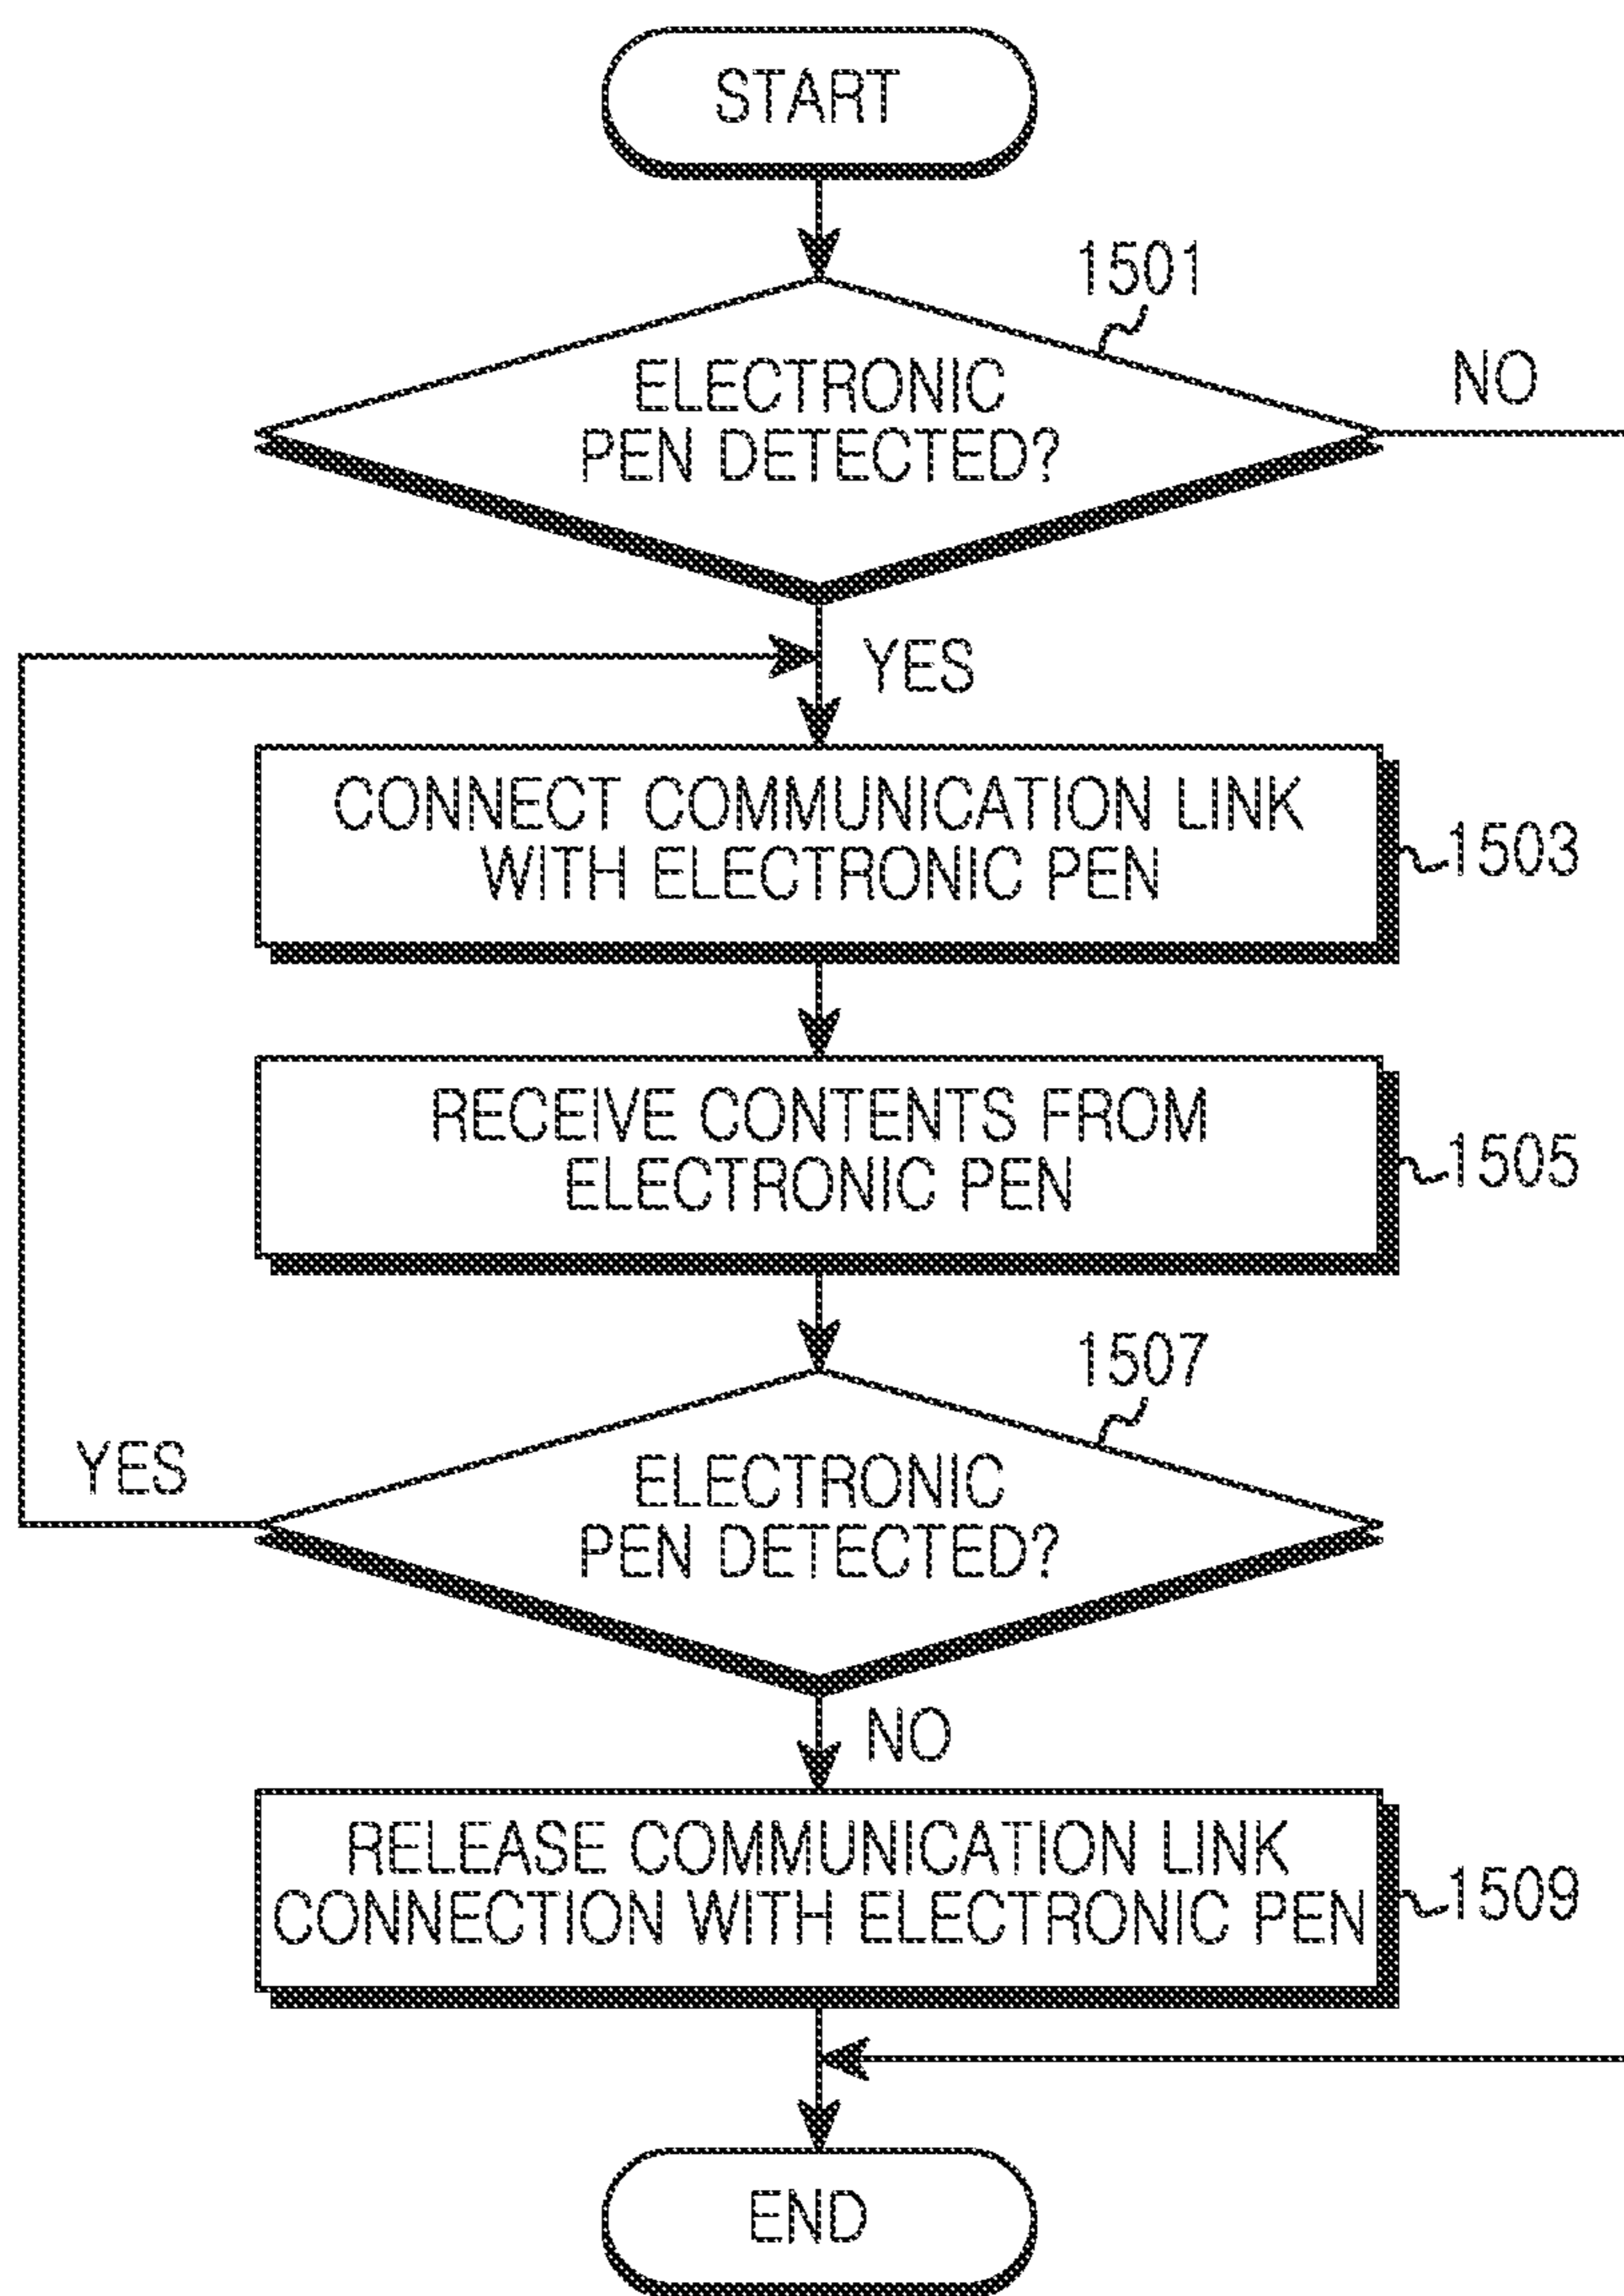 START
1501
ELECTRONIC
PEN DETECTED?
NO
YES
CONNECT COMMUNICATION LINK
WITH ELECTRONIC PEN
1503
RECEIVE CONTENTS FROM
ELECTRONIC PEN
1505
1507
ELECTRONIC
PEN DETECTED?
YES
NO
RELEASE COMMUNICATION LINK
CONNECTION WITH ELECTRONIC PEN
1509
END